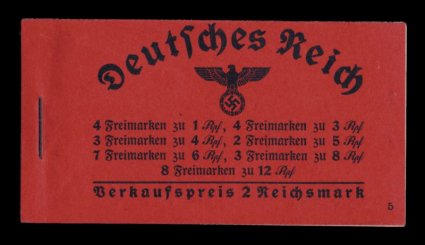 Deutsches Reich
4 Freimarken zu 1 Rpf, 4 Freimarken zu 3 Rpf
3 Freimarken zu 4 Rpf, 2 Freimarken zu 5 Rpf
7 Freimarken zu 6 Rpf, 3 Freimarken zu 8 Rpf
8 Freimarken zu 12 Rpf
Verkaufspreis 2 Reichsmark
5